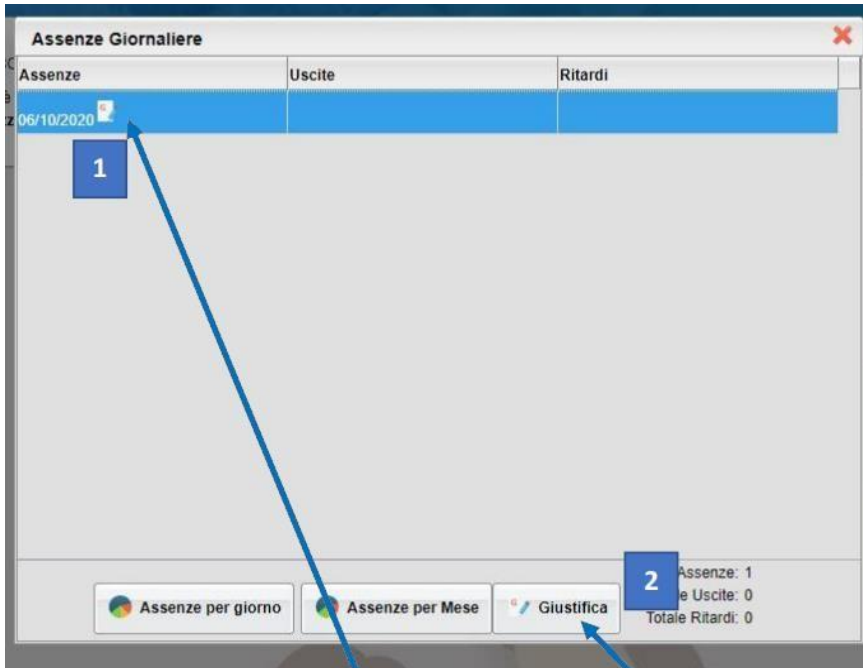 Assenze Giornaliere
Assenze Uscite Ritardi
06/10/2020
1
2
Assenze: 1
e Uscite: 0
Totale Ritardi: 0
Assenze per giorno Assenze per Mese Giustifica